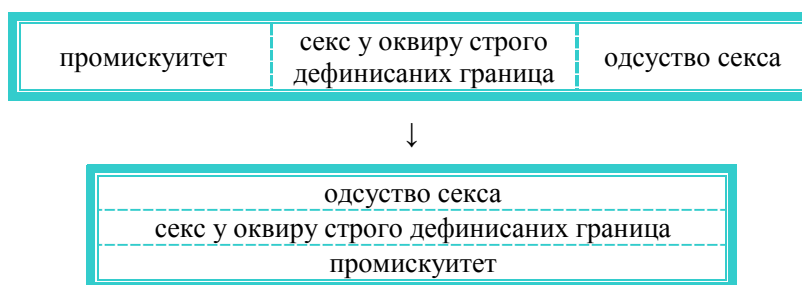 промискуитет
секс у оквиру строго
дефинисаних граница
одсуство секса
↓
одсуство секса
секс у оквиру строго дефинисаних граница
промискуитет